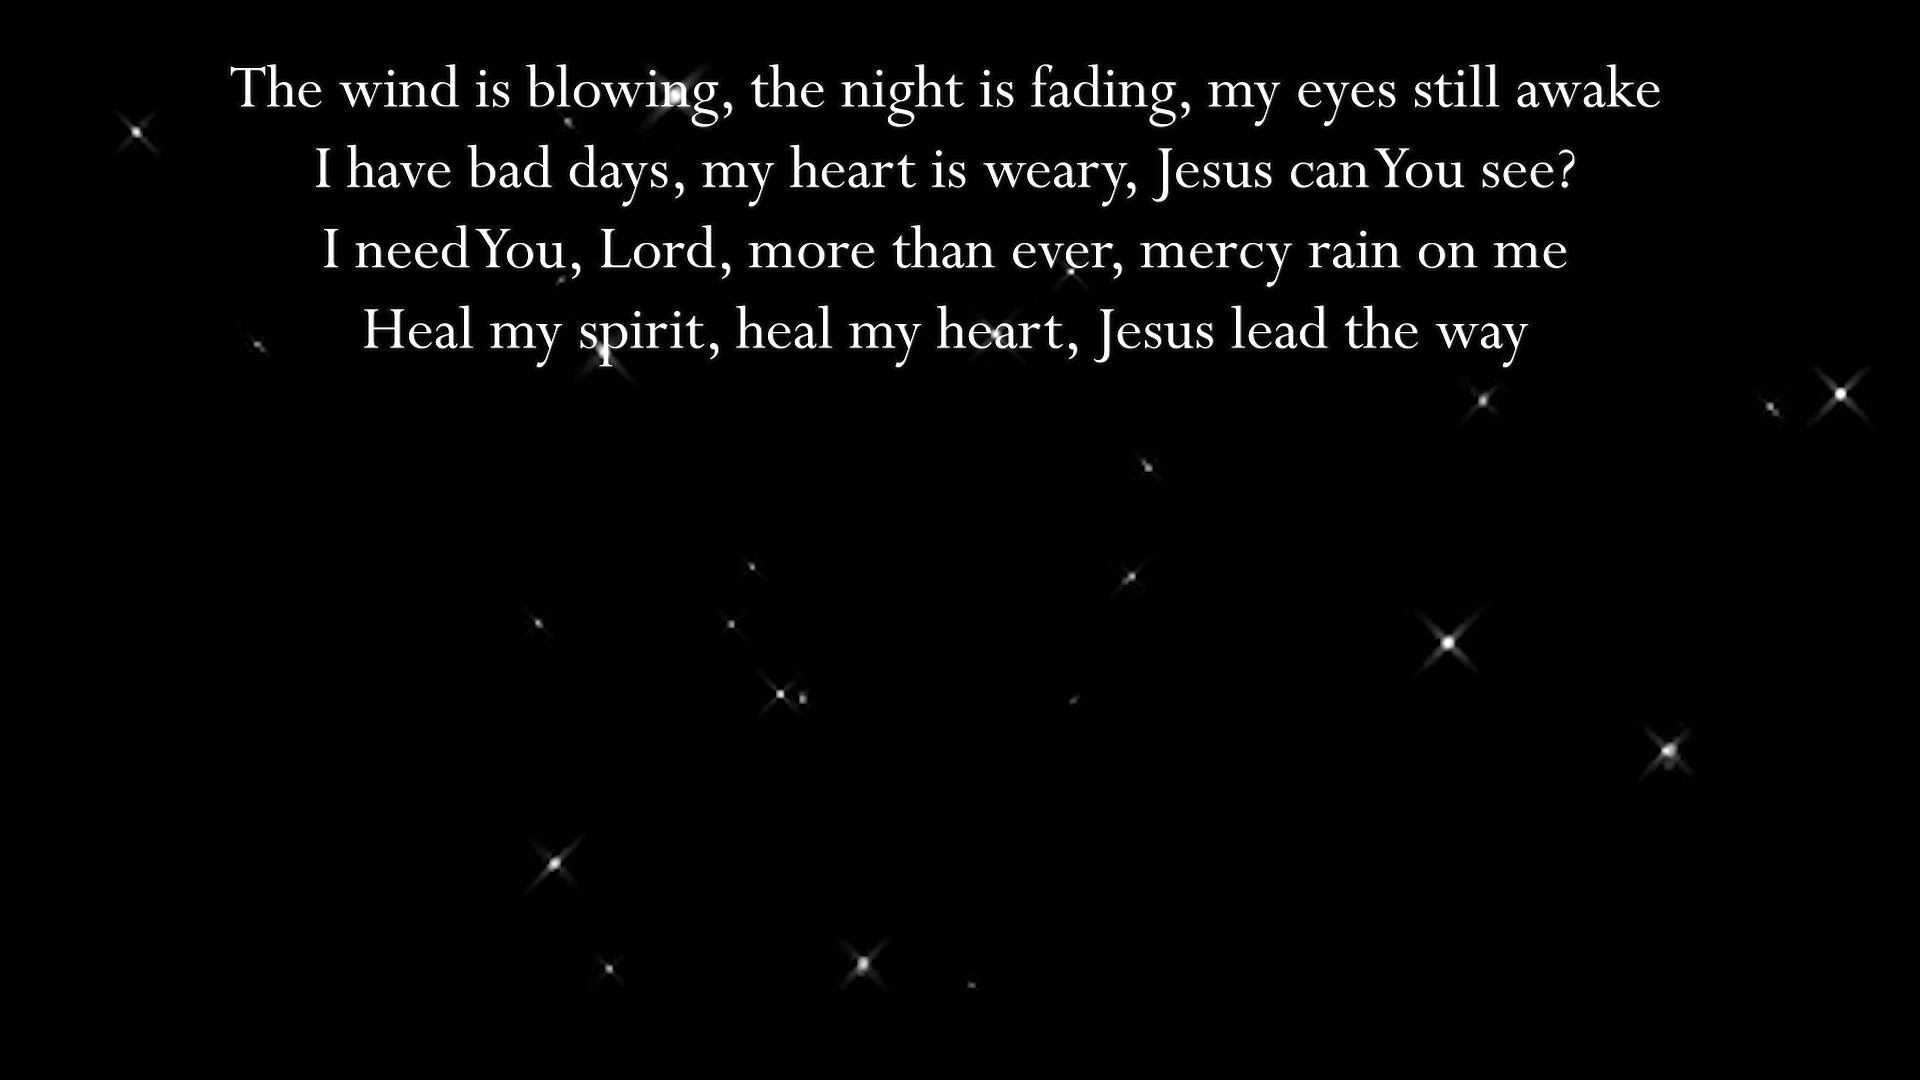 The wind is blowing, the night is fading, my eyes still awake
I have bad days, my heart is weary, Jesus can You see?
I need You, Lord, more than ever, mercy rain on me
Heal my spirit, heal my heart, Jesus lead the way